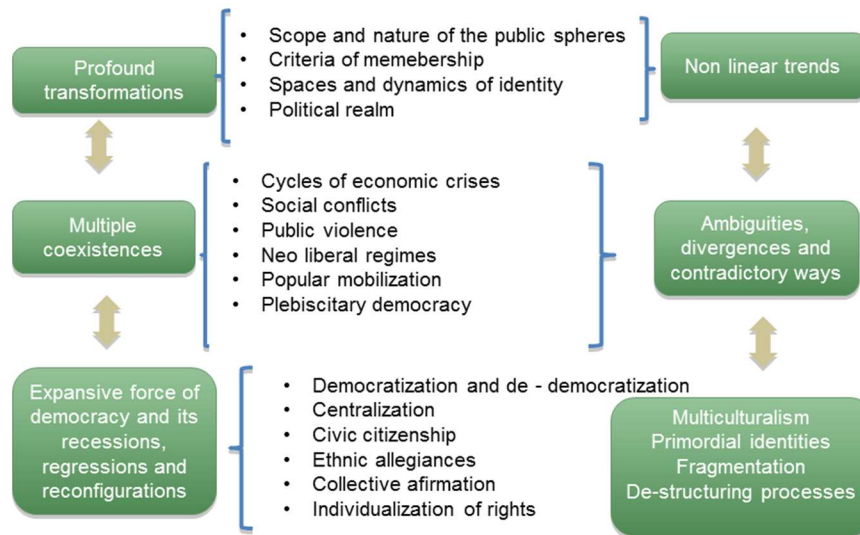 Profound
transformations
• Scope and nature of the public spheres
• Criteria of memebership
• Spaces and dynamics of identity
• Political realm
Non linear trends
Multiple
coexistences
• Cycles of economic crises
• Social conflicts
• Public violence
• Neo liberal regimes
• Popular mobilization
• Plebiscitary democracy
Ambiguities,
divergences and
contradictory ways
Expansive force of
democracy and its
recessions,
regressions and
reconfigurations
• Democratization and de - democratization
• Centralization
• Civic citizenship
• Ethnic allegiances
• Collective afirmation
• Individualization of rights
Multiculturalism
Primordial identities
Fragmentation
De-structuring processes